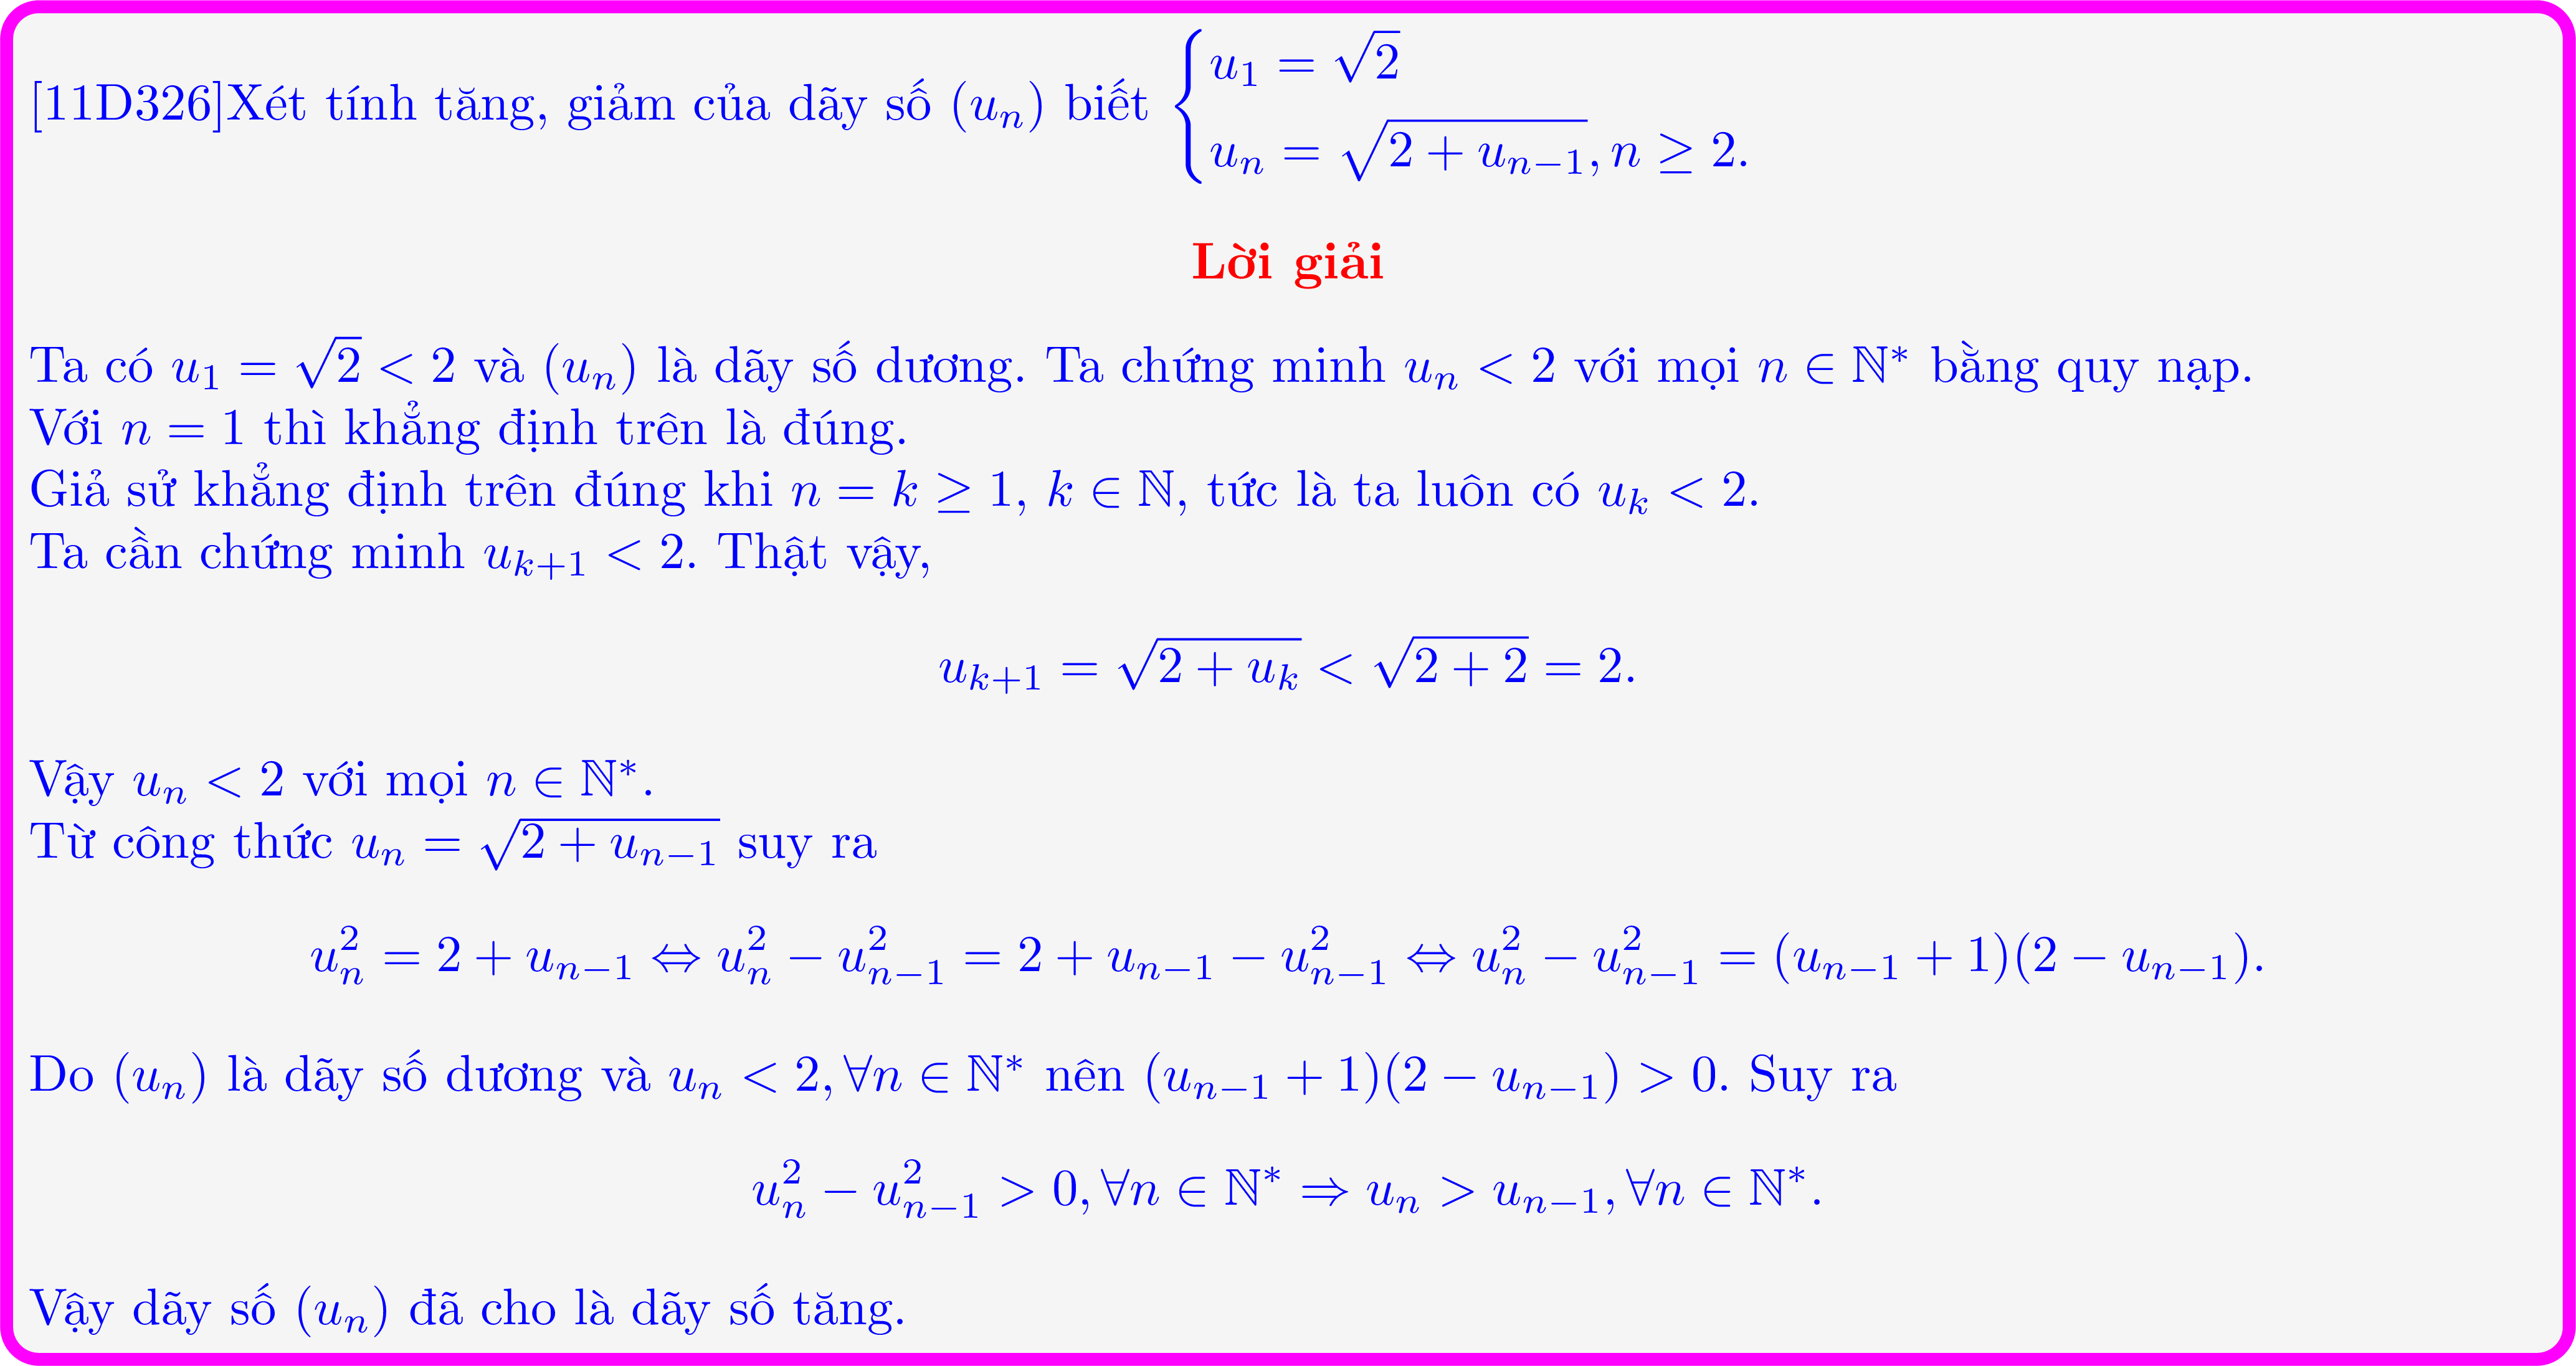 [11D326]Xét tính tăng, giảm của dãy số $(u_n)$ biết $\begin{cases} u_1 = \sqrt{2} \\ u_n = \sqrt{2 + u_{n-1}}, n \geq 2. \end{cases}$
Lời giải
Ta có $u_1 = \sqrt{2} < 2$ và $(u_n)$ là dãy số dương. Ta chứng minh $u_n < 2$ với mọi $n \in \mathbb{N}^*$ bằng quy nạp.
Với $n = 1$ thì khẳng định trên là đúng.
Giả sử khẳng định trên đúng khi $n = k \geq 1$, $k \in \mathbb{N}$, tức là ta luôn có $u_k < 2$.
Ta cần chứng minh $u_{k+1} < 2$. Thật vậy,
$u_{k+1} = \sqrt{2 + u_k} < \sqrt{2 + 2} = 2.$
Vậy $u_n < 2$ với mọi $n \in \mathbb{N}^*$.
Từ công thức $u_n = \sqrt{2 + u_{n-1}}$ suy ra
$u_n^2 = 2 + u_{n-1} \Leftrightarrow u_n^2 - u_{n-1}^2 = 2 + u_{n-1} - u_{n-1}^2 \Leftrightarrow u_n^2 - u_{n-1}^2 = (u_{n-1} + 1)(2 - u_{n-1}).$
Do $(u_n)$ là dãy số dương và $u_n < 2, \forall n \in \mathbb{N}^*$ nên $(u_{n-1} + 1)(2 - u_{n-1}) > 0$. Suy ra
$u_n^2 - u_{n-1}^2 > 0, \forall n \in \mathbb{N}^* \Rightarrow u_n > u_{n-1}, \forall n \in \mathbb{N}^*.$
Vậy dãy số $(u_n)$ đã cho là dãy số tăng.